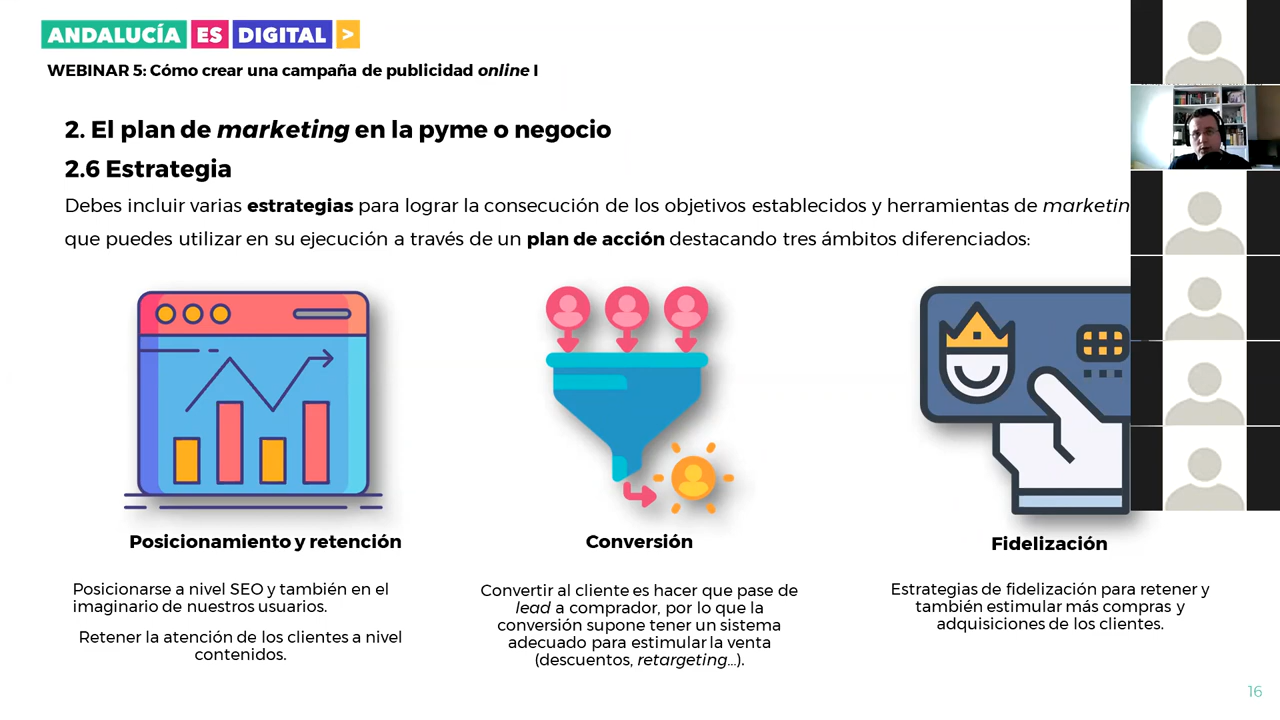 ANDALUCÍA ES DIGITAL >
WEBINAR 5: Cómo crear una campaña de publicidad online I
2. El plan de marketing en la pyme o negocio
2.6 Estrategia
Debes incluir varias estrategias para lograr la consecución de los objetivos establecidos y herramientas de marketin
que puedes utilizar en su ejecución a través de un plan de acción destacando tres ámbitos diferenciados:
Posicionamiento y retención
Posicionarse a nivel SEO y también en el
imaginario de nuestros usuarios.
Retener la atención de los clientes a nivel
contenidos.
Conversión
Convertir al cliente es hacer que pase de
lead a comprador, por lo que la
conversión supone tener un sistema
adecuado para estimular la venta
(descuentos, retargeting...).
Fidelización
Estrategias de fidelización para retener y
también estimular más compras y
adquisiciones de los clientes.
16